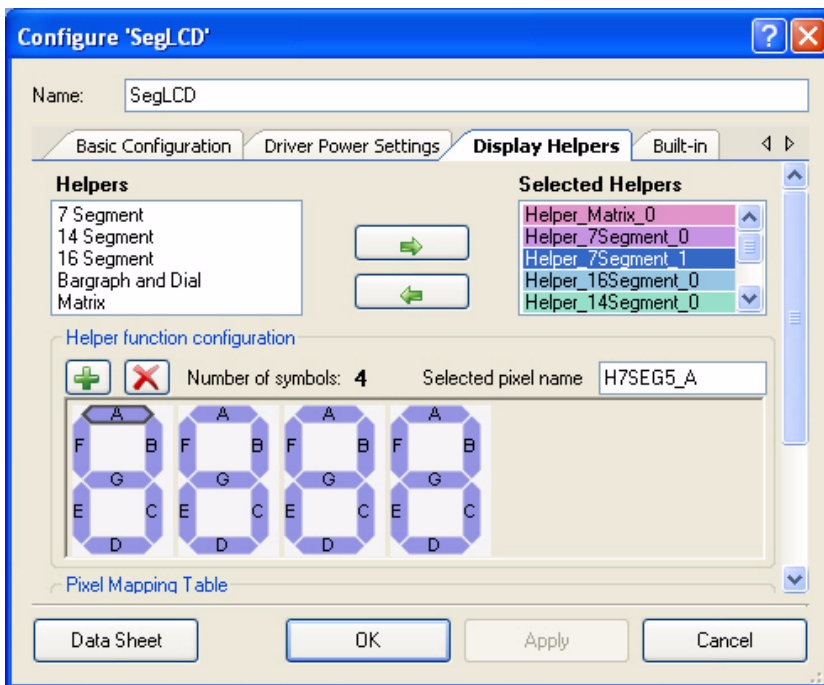 Configure 'SegLCD'
Name: SegLCD
Basic Configuration Driver Power Settings Display Helpers Built-in
Helpers
7 Segment
14 Segment
16 Segment
Bargraph and Dial
Matrix
Selected Helpers
Helper_Matrix_0
Helper_7Segment_0
Helper_7Segment_1
Helper_16Segment_0
Helper_14Segment_0
Helper function configuration
Number of symbols: 4 Selected pixel name H7SEG5_A
A A A A
F B F B F B F B
G G G G
E C E C E C E C
D D D D
Pixel Mapping Table
Data Sheet OK Apply Cancel